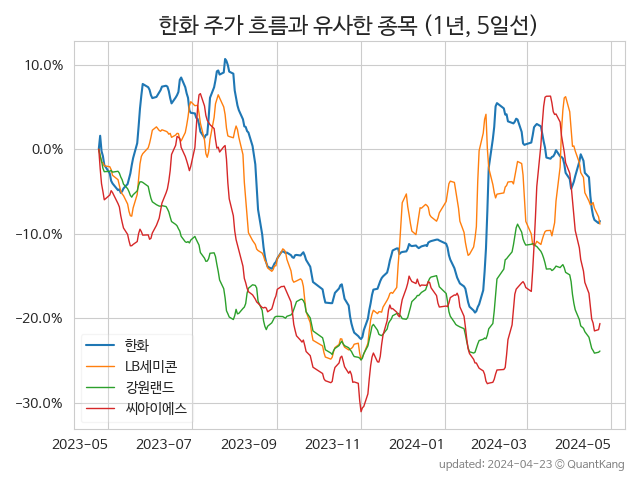 한화 주가 흐름과 유사한 종목 (1년, 5일선)
10.0%
0.0%
−10.0%
−20.0%
−30.0%
한화
LB세미콘
강원랜드
씨아이에스
2023-05 2023-07 2023-09 2023-11 2024-01 2024-03 2024-05
updated: 2024-04-23 © QuantKang